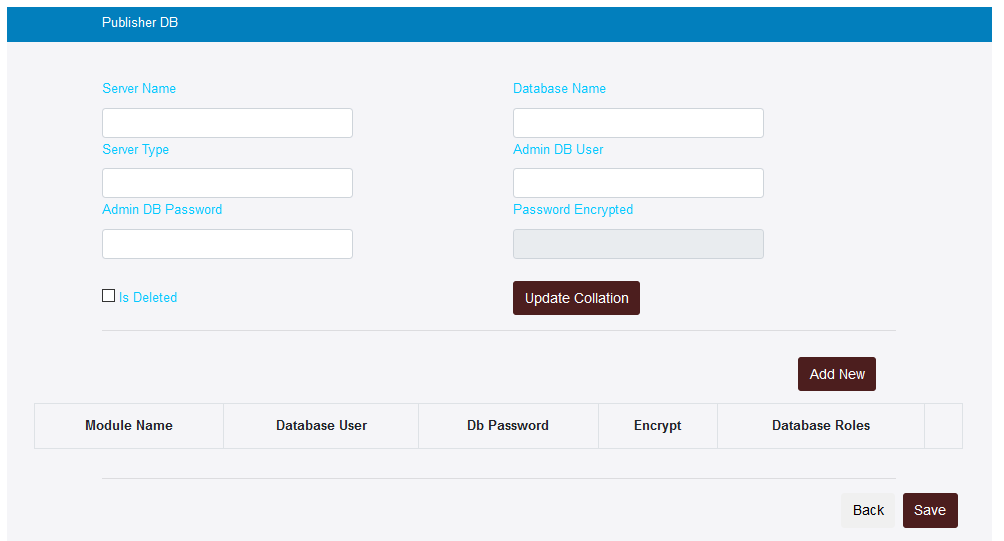 Publisher DB
Server Name Database Name
Server Type Admin DB User
Admin DB Password Password Encrypted
Is Deleted Update Collation
Add New
Module Name Database User Db Password Encrypt Database Roles
Back Save